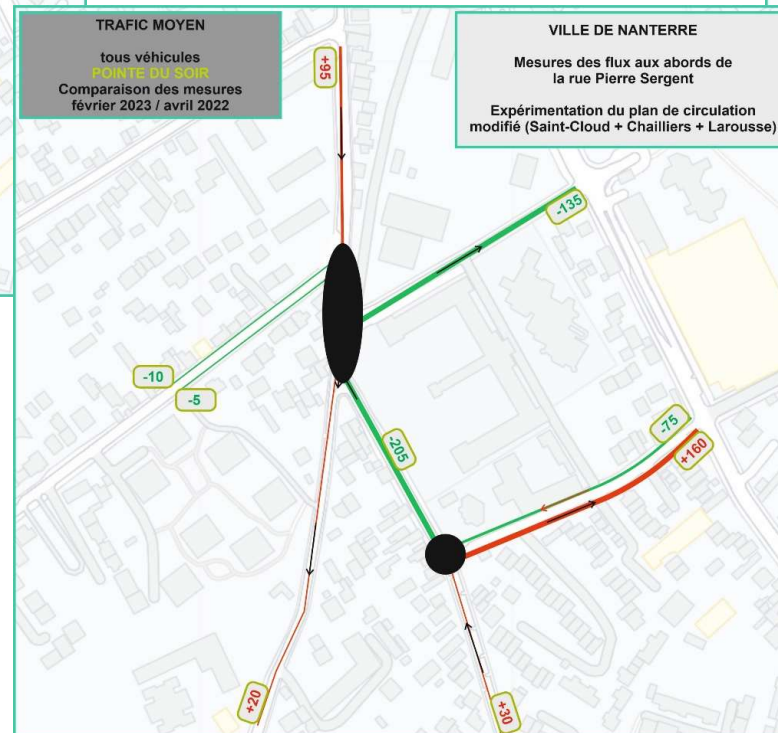 TRAFIC MOYEN
tous véhicules
POINTE DU SOIR
Comparaison des mesures
février 2023 / avril 2022
VILLE DE NANTERRE
Mesures des flux aux abords de
la rue Pierre Sergent
Expérimentation du plan de circulation
modifié (Saint-Cloud + Chailliers + Larousse)
+95
-135
-10
-5
-205
-75
+160
+20
+30